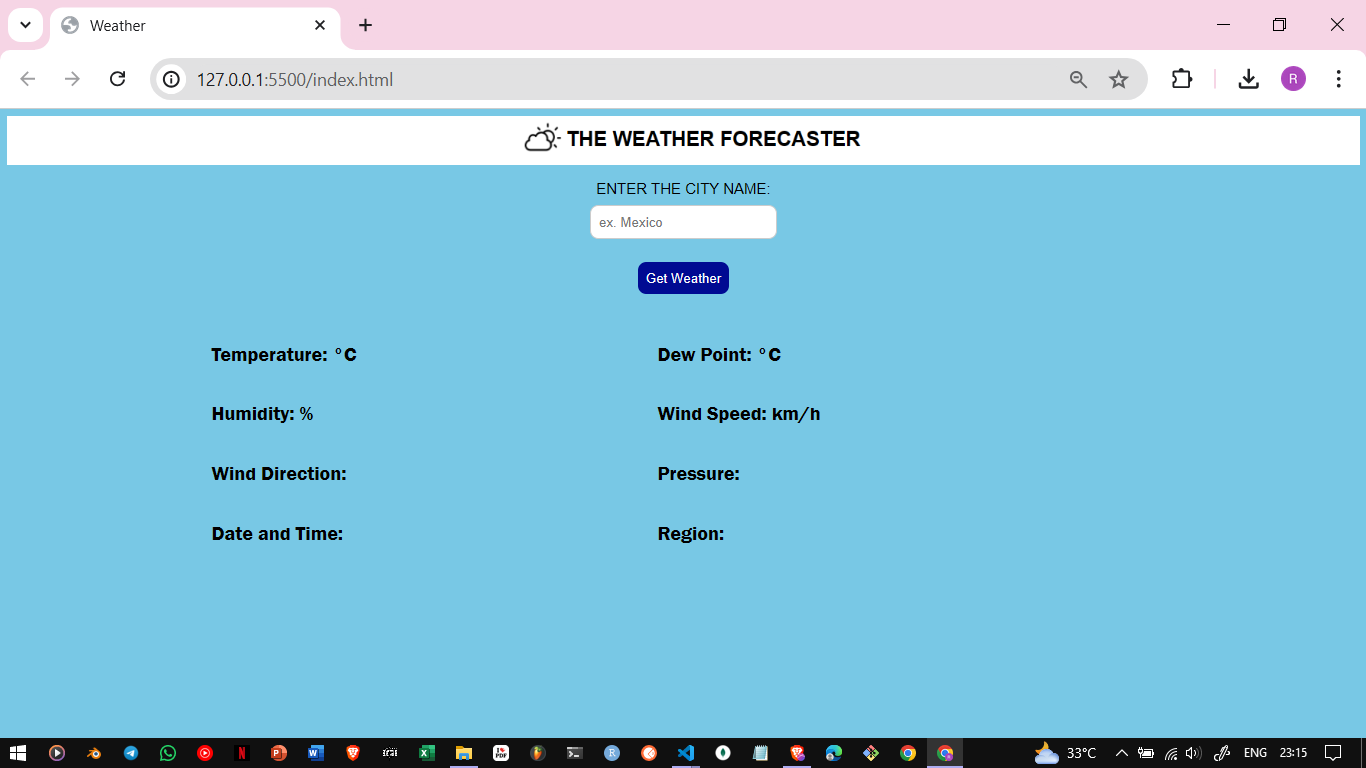 Weather
127.0.0.1:5500/index.html
R
THE WEATHER FORECASTER
ENTER THE CITY NAME:
ex. Mexico
Get Weather
Temperature: °C
Dew Point: °C
Humidity: %
Wind Speed: km/h
Wind Direction:
Pressure:
Date and Time:
Region:
33°C
ENG
23:15